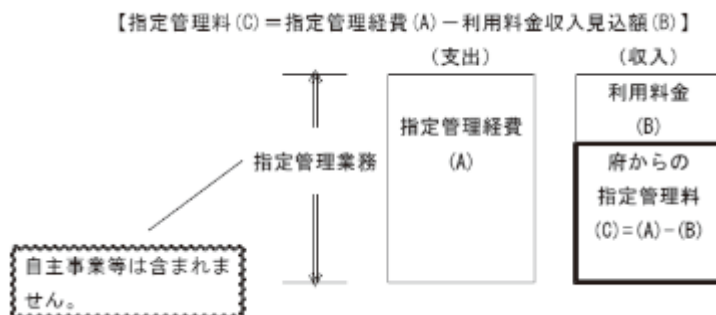 【指定管理料(C)＝指定管理経費(A)－利用料金収入見込額(B)】
(支出)
(収入)
指定管理業務
指定管理経費
(A)
利用料金
(B)
府からの
指定管理料
(C)=(A)-(B)
自主事業等は含まれま
せん。